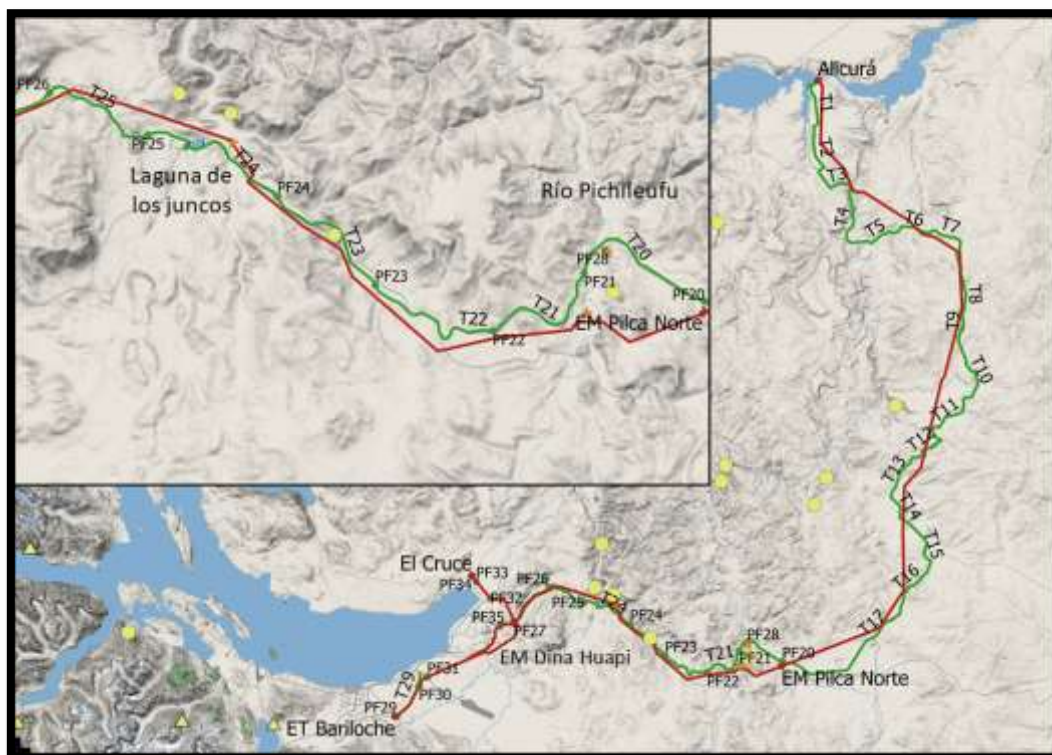 PF26
T25
PF25
Laguna de
los juncos
T24
PF24
T23
PF23
T22
PF22
T21
Río Pichileufu
PF28
T20
PF21
PF20
EM Pilca Norte
Alicurá
T1
T2
T3
T4
T5
T6
T7
T8
T9
T10
T11
T12
T13
T14
T15
T16
T12
El Cruce
PF33
PF34
PF32
PF26
PF25
PF35
PF27
PF24
PF23
T21
PF28
PF21
PF22
PF20
EM Pilca Norte
EM Dina Huapi
PF31
T29
PF30
PF29
ET Bariloche